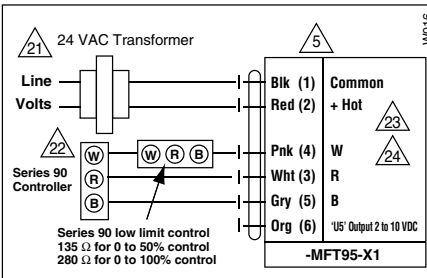 21 24 VAC Transformer
5
W016
Line
Volts
Blk (1) Common
Red (2) + Hot
23
22
24
W W R B Pnk (4) W
Series 90
Controller
R Wht (3) R
B Gry (5) B
Org (6) 'U5' Output 2 to 10 VDC
Series 90 low limit control
135 Ω for 0 to 50% control
280 Ω for 0 to 100% control
-MFT95-X1